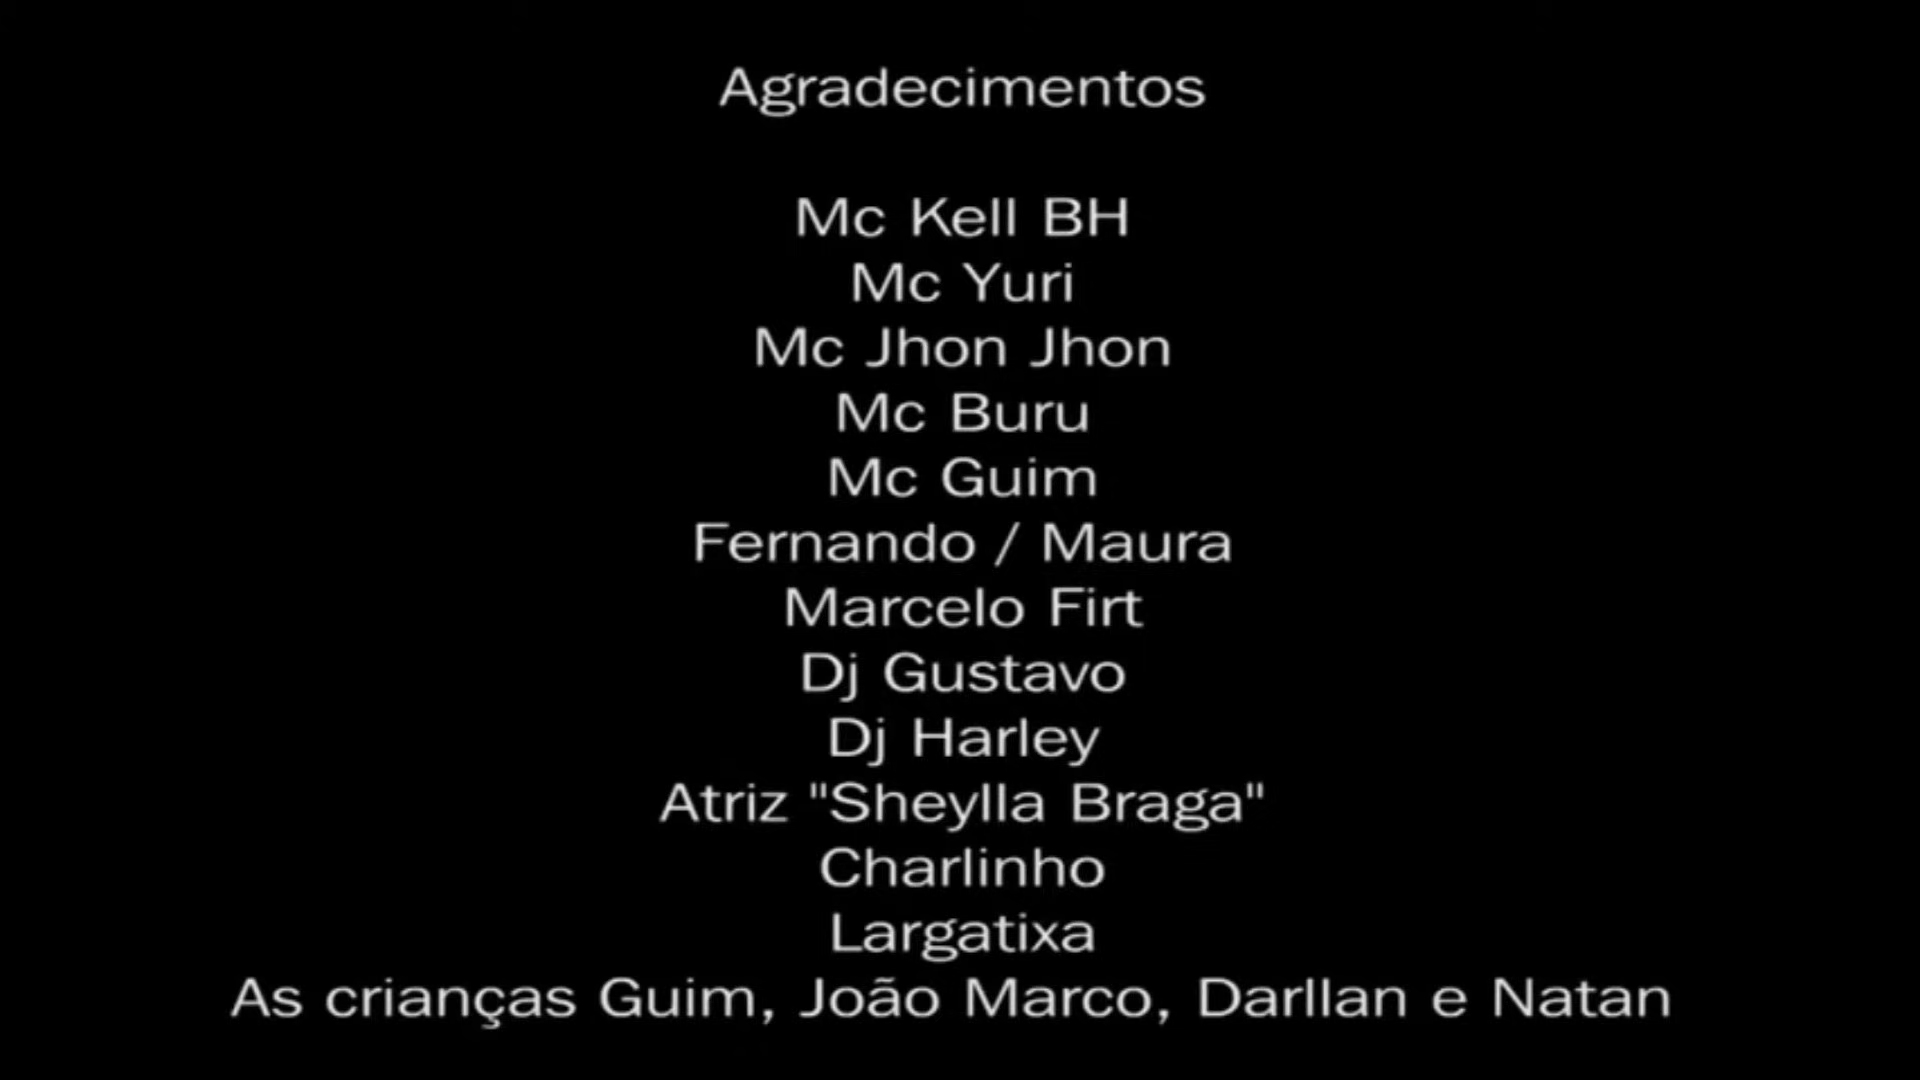 Agradecimentos
Mc Kell BH
Mc Yuri
Mc Jhon Jhon
Mc Buru
Mc Guim
Fernando / Maura
Marcelo Firt
Dj Gustavo
Dj Harley
Atriz "Sheylla Braga"
Charlinho
Largatixa
As crianças Guim, João Marco, Darllan e Natan